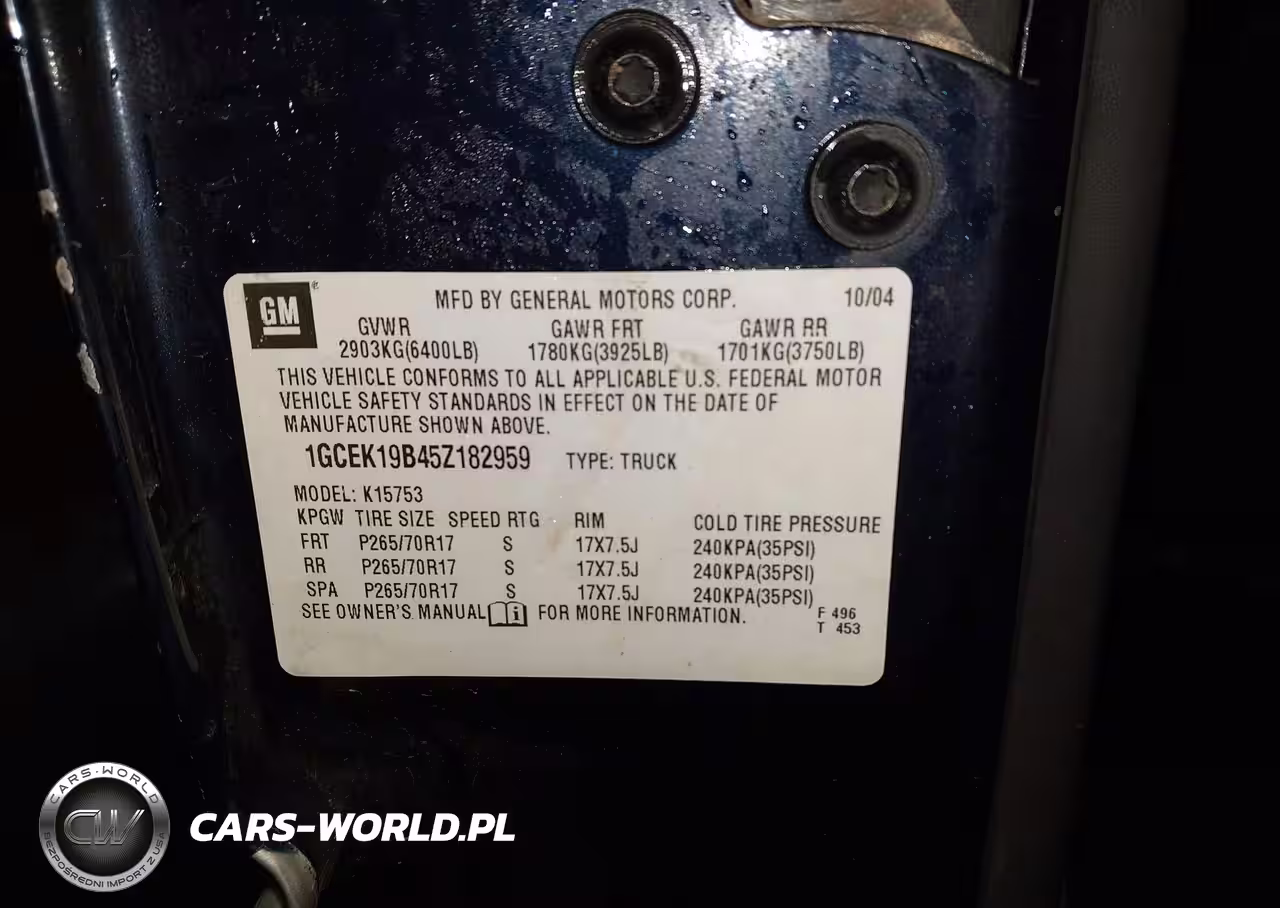 GM
MFD BY GENERAL MOTORS CORP. 10/04
GVWR GAWR FRT GAWR RR
2903KG(6400LB) 1780KG(3925LB) 1701KG(3750LB)
THIS VEHICLE CONFORMS TO ALL APPLICABLE U.S. FEDERAL MOTOR
VEHICLE SAFETY STANDARDS IN EFFECT ON THE DATE OF
MANUFACTURE SHOWN ABOVE.
1GCEK19B45Z182959 TYPE: TRUCK
MODEL: K15753
KPGW TIRE SIZE SPEED RTG RIM COLD TIRE PRESSURE
FRT P265/70R17 S 17X7.5J 240KPA(35PSI)
RR P265/70R17 S 17X7.5J 240KPA(35PSI)
SPA P265/70R17 S 17X7.5J 240KPA(35PSI)
SEE OWNER'S MANUAL i FOR MORE INFORMATION.
F 496
T 453
CARS-WORLD
CW
BEZPOŚREDNI IMPORT Z USA
CARS-WORLD.PL